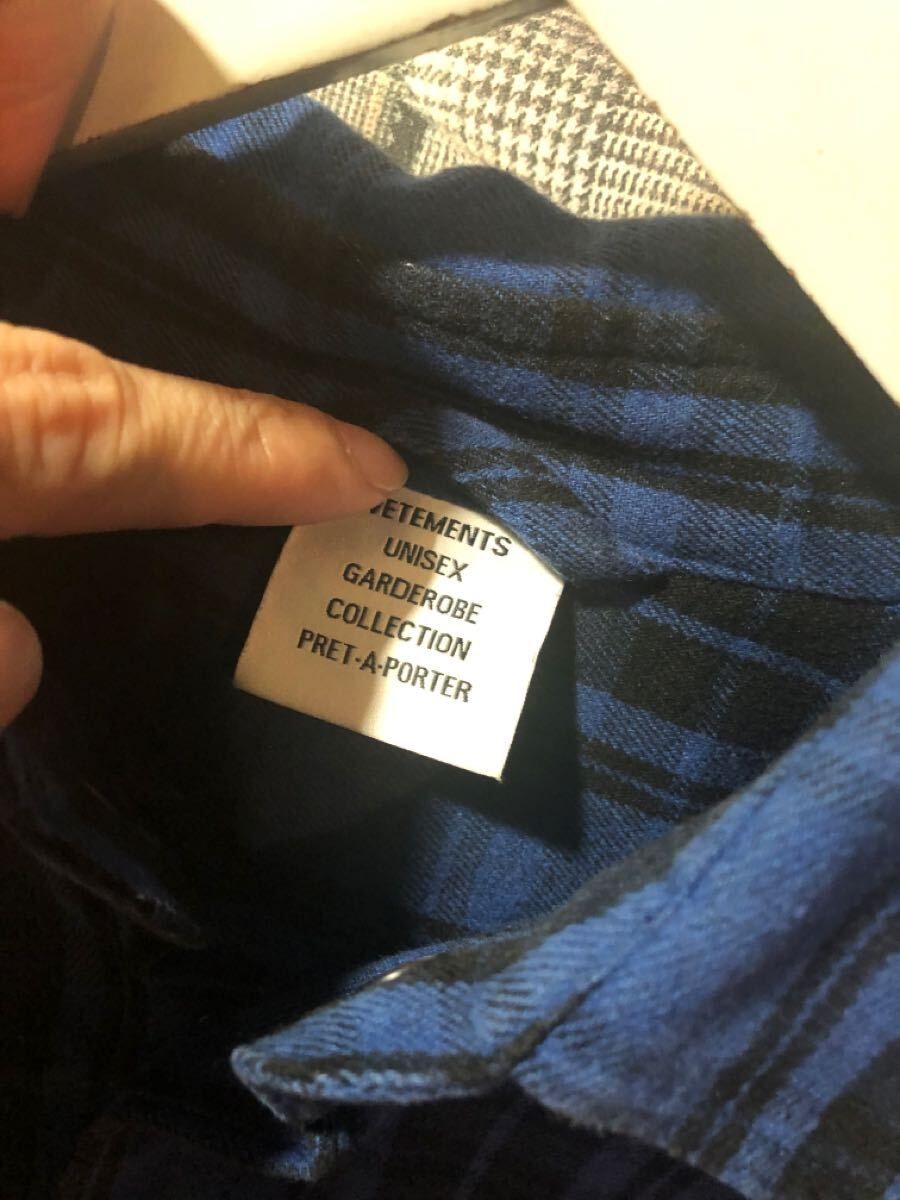 VETEMENTS
UNISEX
GARDEROBE
COLLECTION
PRET-A-PORTER